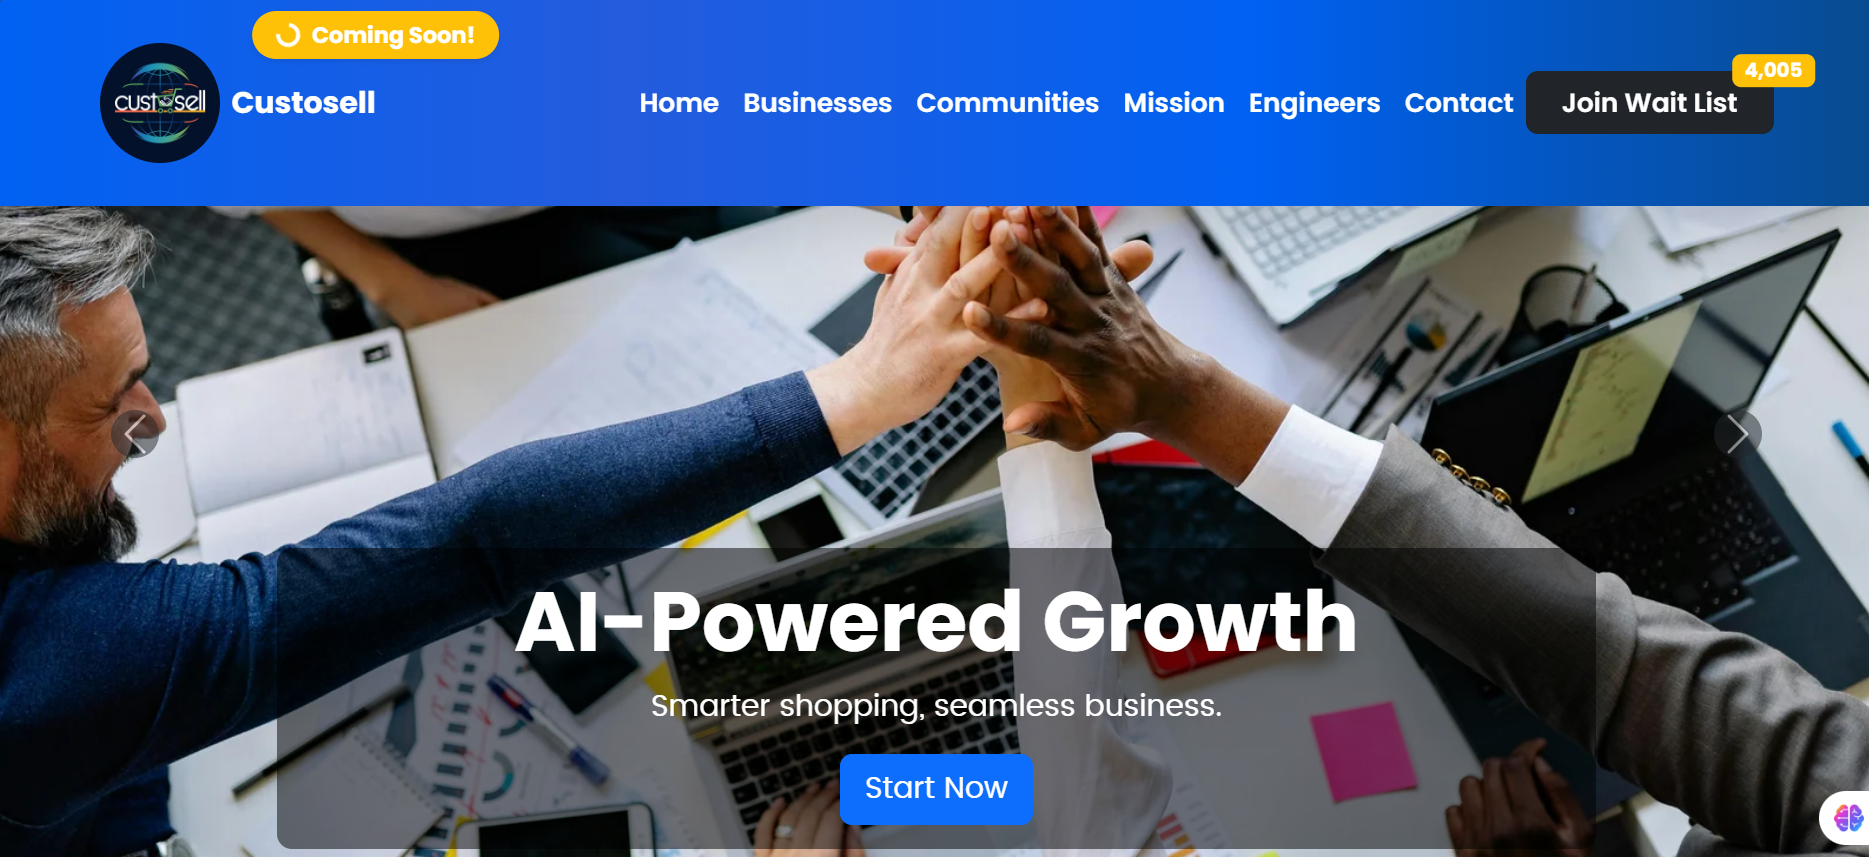 Coming Soon!
custosell
Custosell
Home
Businesses
Communities
Mission
Engineers
Contact
Join Wait List
4,005
AI-Powered Growth
Smarter shopping, seamless business.
Start Now